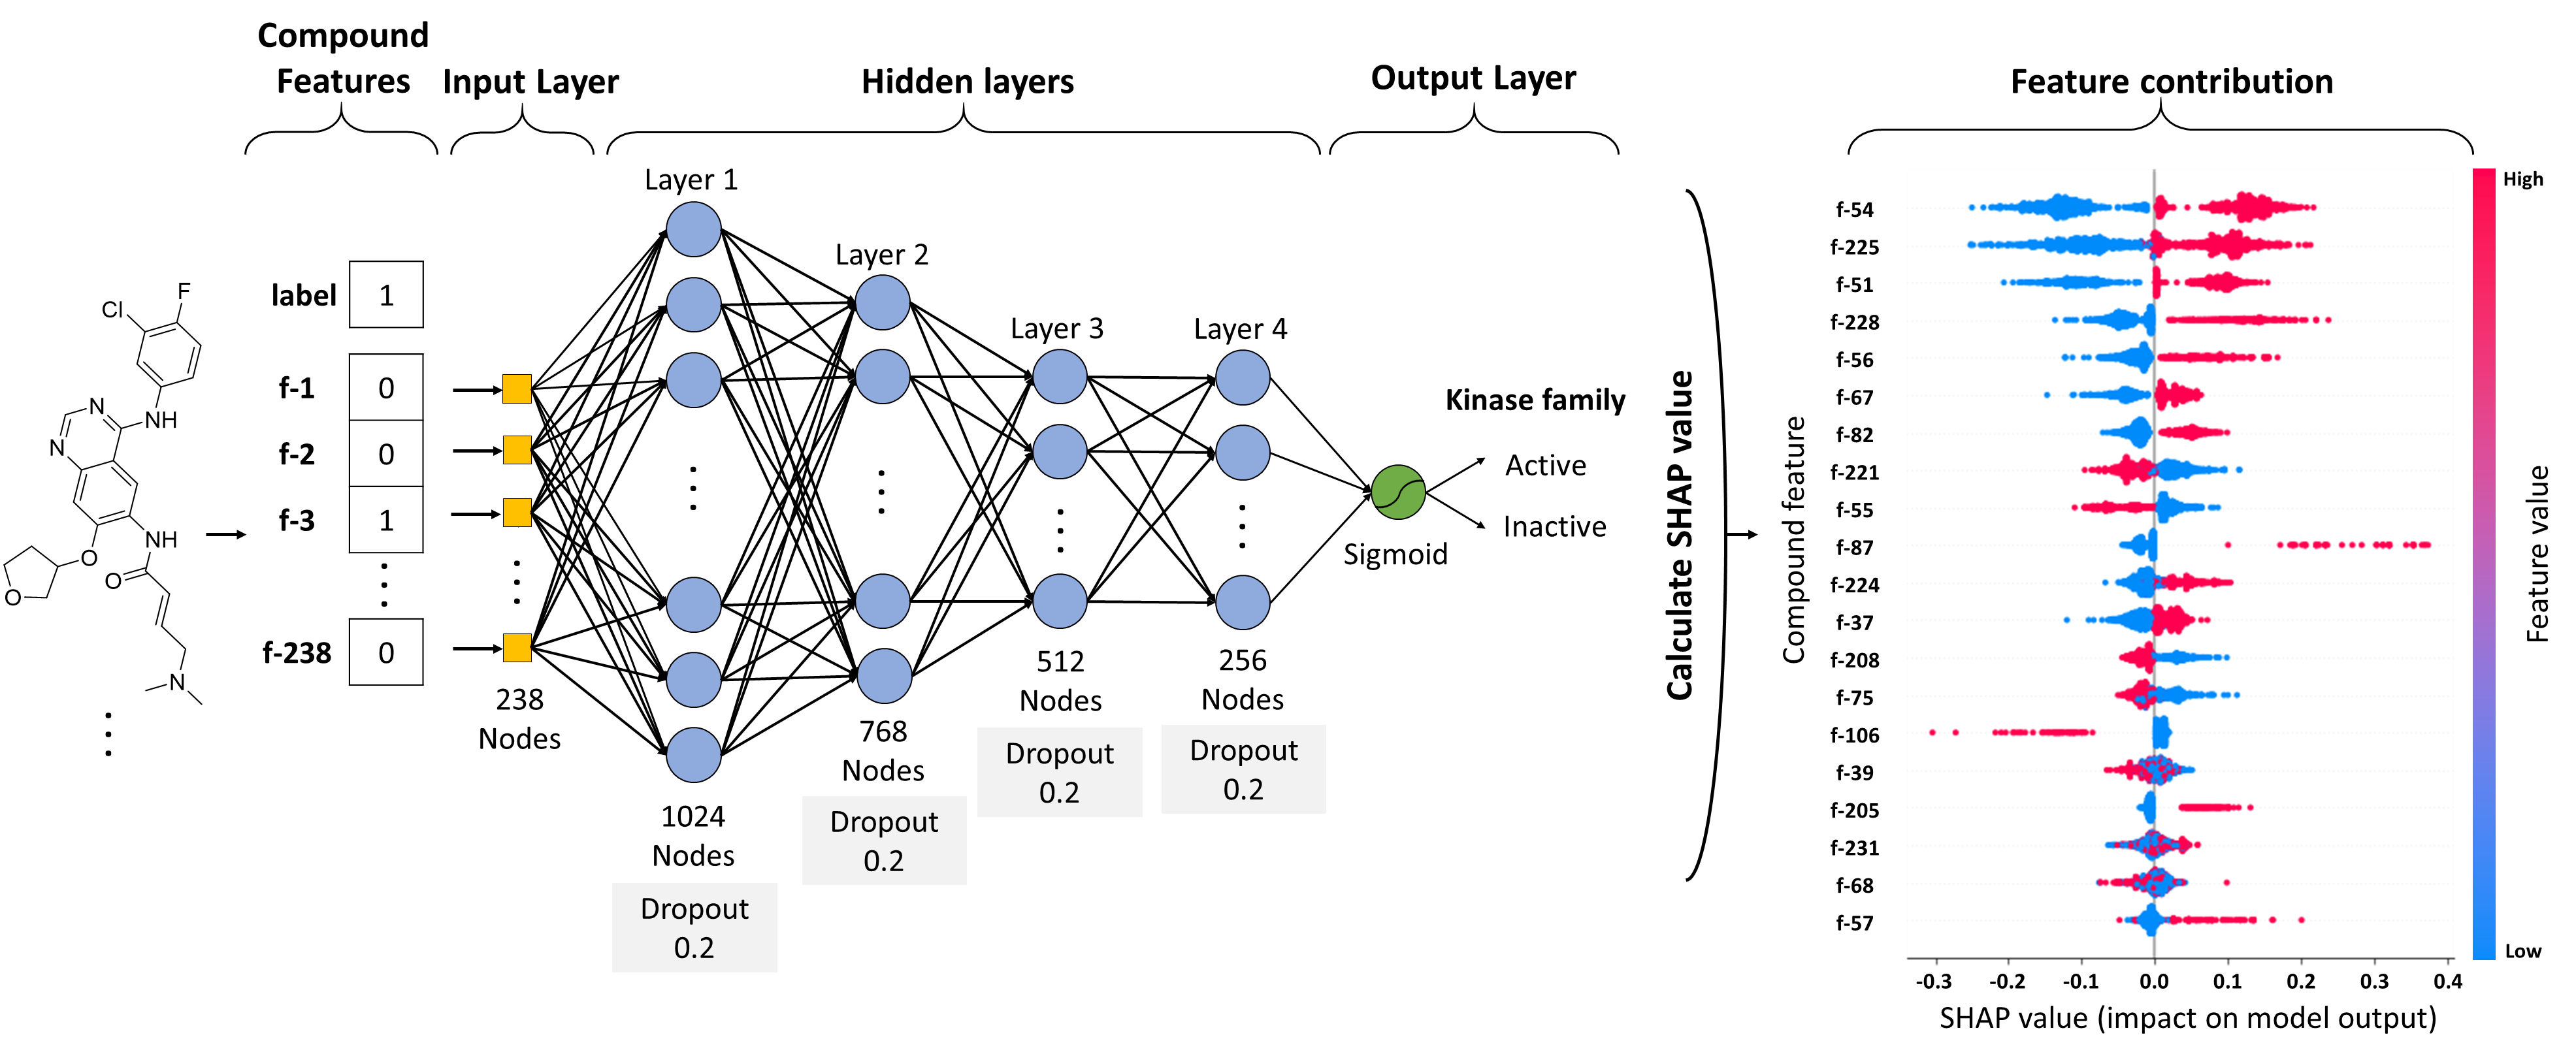 Compound
Features
Input Layer
Hidden layers
Output Layer
Feature contribution
Cl
F
N
N
NH
NH
O
O
O
N
label
1
f-1
0
f-2
0
f-3
1
f-238
0
238
Nodes
Layer 1
1024
Nodes
Dropout
0.2
Layer 2
768
Nodes
Dropout
0.2
Layer 3
512
Nodes
Dropout
0.2
Layer 4
256
Nodes
Dropout
0.2
Sigmoid
Kinase family
Active
Inactive
Calculate SHAP value
Compound feature
f-54
f-225
f-51
f-228
f-56
f-67
f-82
f-221
f-55
f-87
f-224
f-37
f-208
f-75
f-106
f-39
f-205
f-231
f-68
f-57
-0.3 -0.2 -0.1 0.0 0.1 0.2 0.3 0.4
SHAP value (impact on model output)
High
Low
Feature value